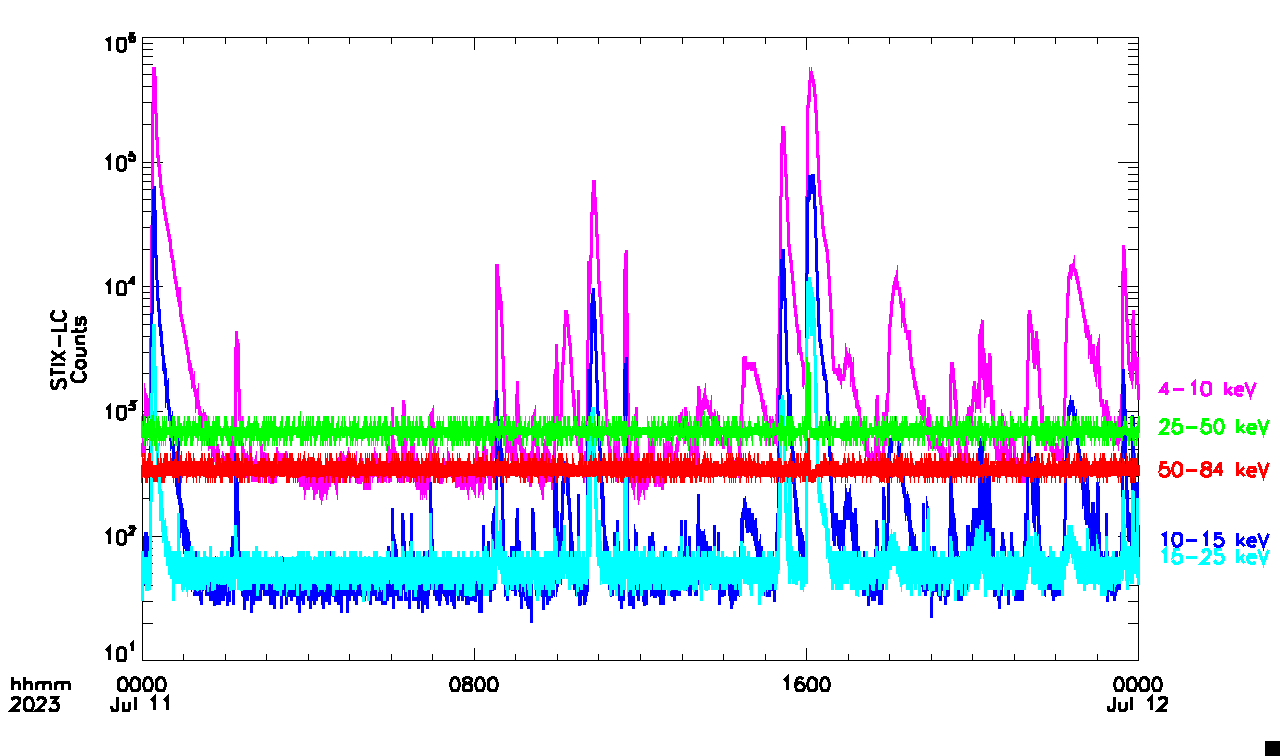 10⁶
10⁵
10⁴
10³
10²
10¹
STIX-LC
Counts
4-10 keV
25-50 keV
50-84 keV
10-15 keV
15-25 keV
hhmm 0000 0800 1600 0000
2023 Jul 11 Jul 12